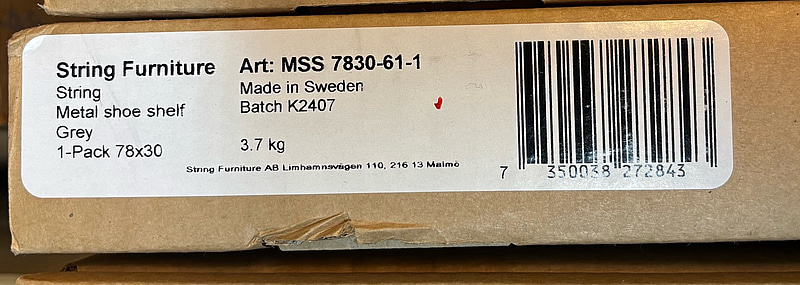 String Furniture
String
Metal shoe shelf
Grey
1-Pack 78x30
Art: MSS 7830-61-1
Made in Sweden
Batch K2407
3.7 kg
String Furniture AB Limhamnsvägen 110, 216 13 Malmö
7 350038 272843